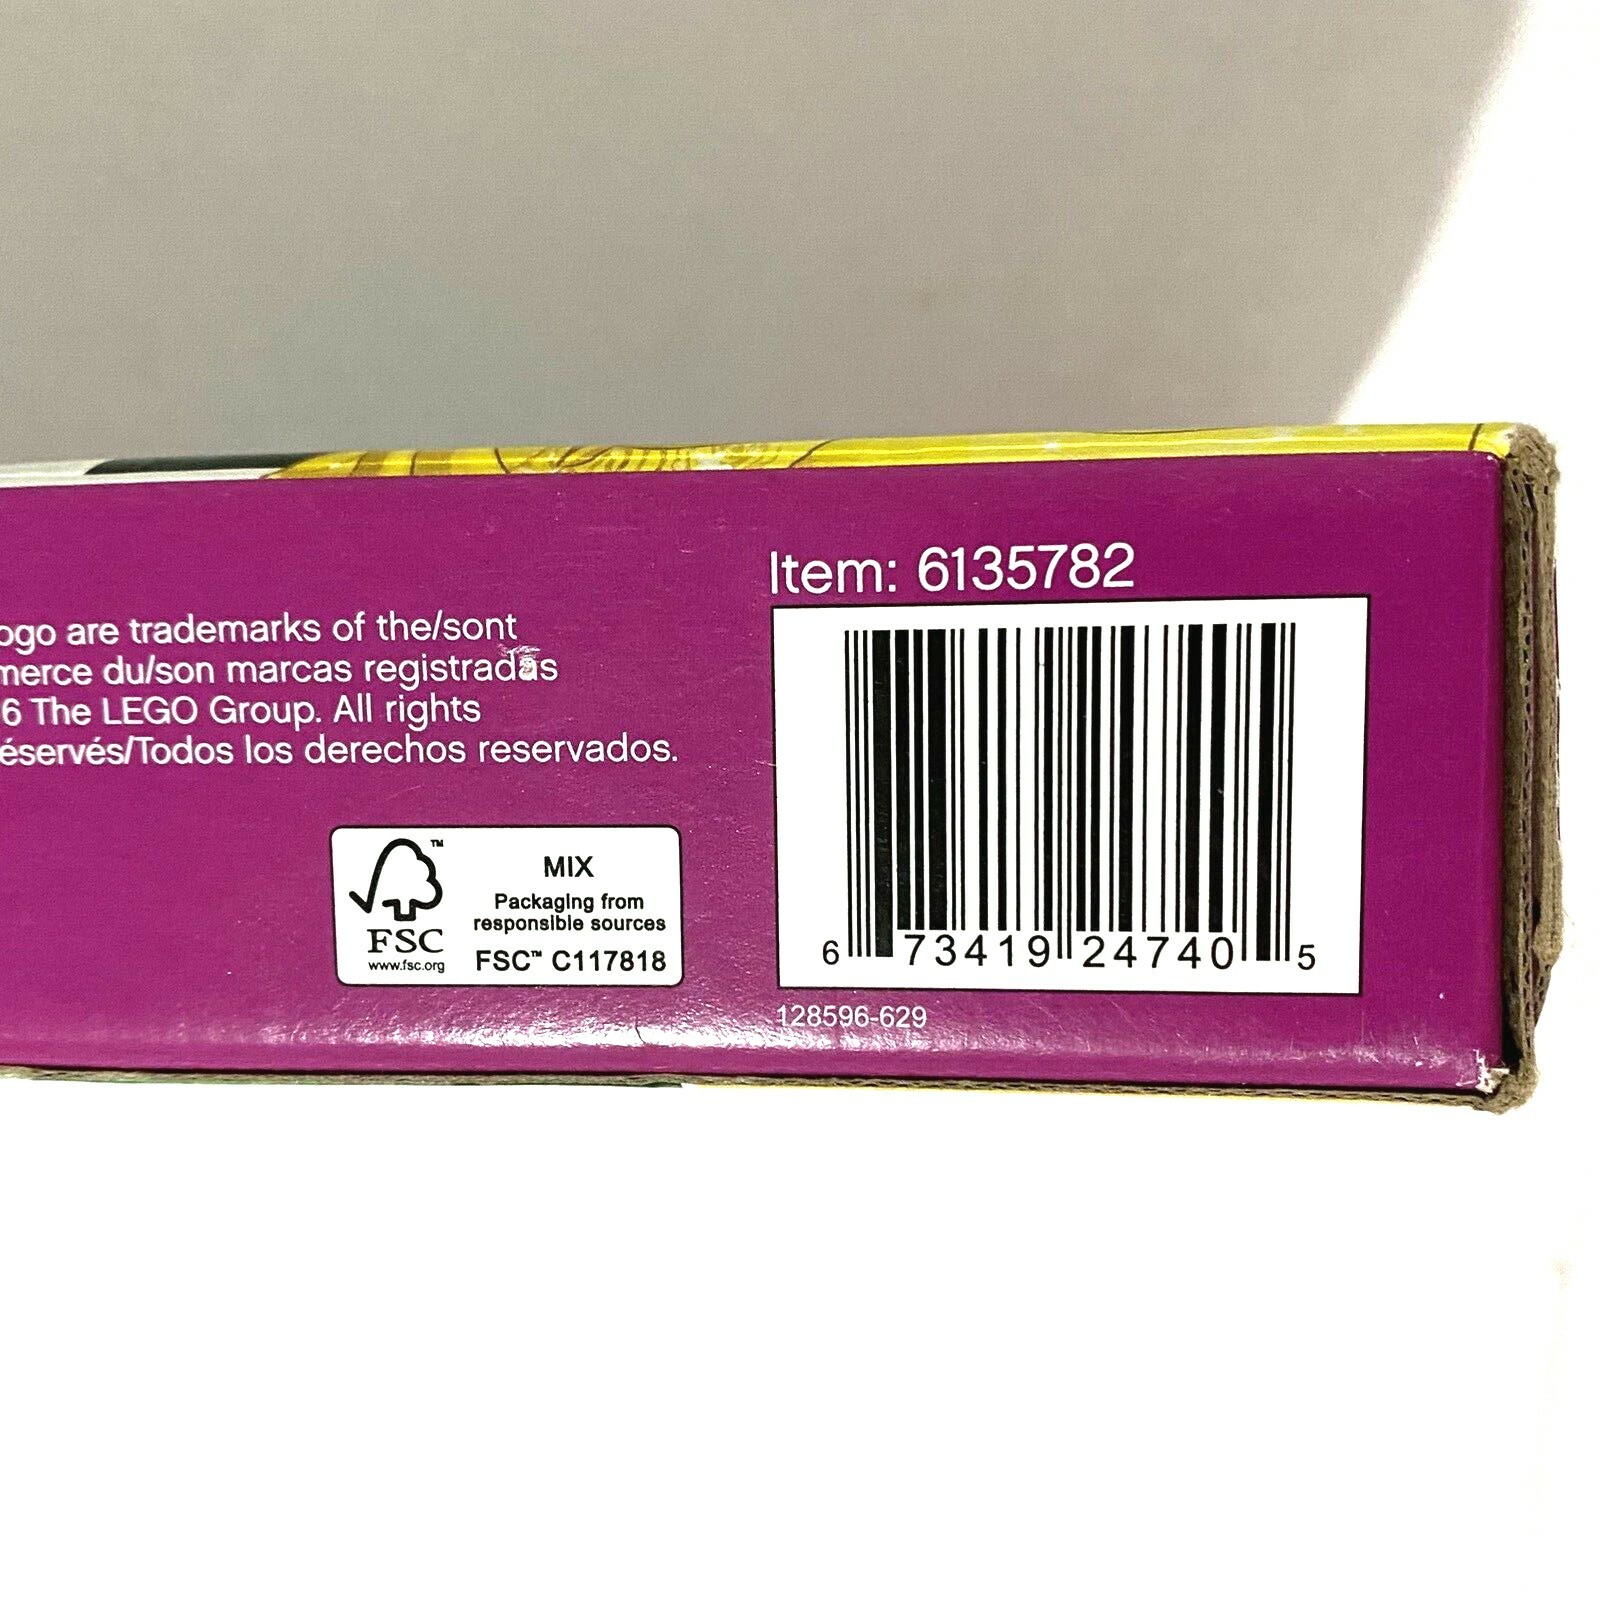 Item: 6135782
ogo are trademarks of the/sont
merce du/son marcas registradas
6 The LEGO Group. All rights
éservés/Todos los derechos reservados.
™
MIX
Packaging from
responsible sources
FSC
www.fsc.org
FSC™ C117818
6 73419 24740 5
128596-629